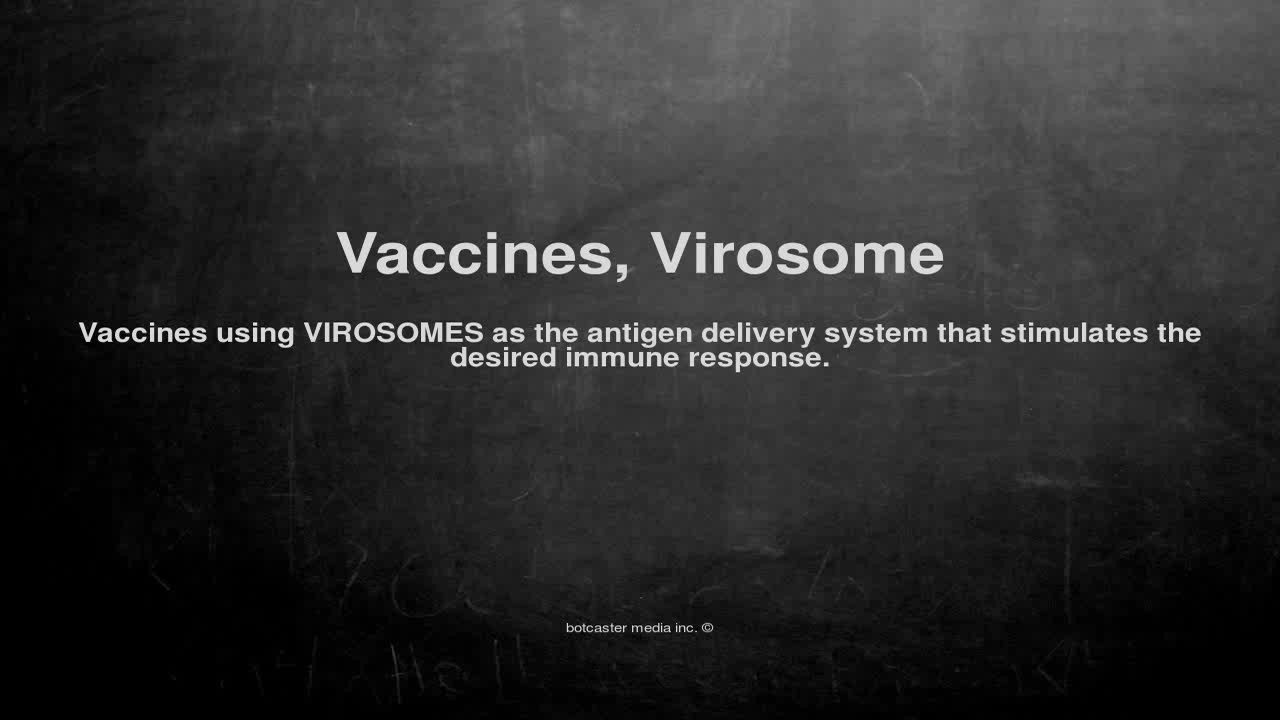 Vaccines, Virosome
Vaccines using VIROSOMES as the antigen delivery system that stimulates the
desired immune response.
botcaster media inc. ©